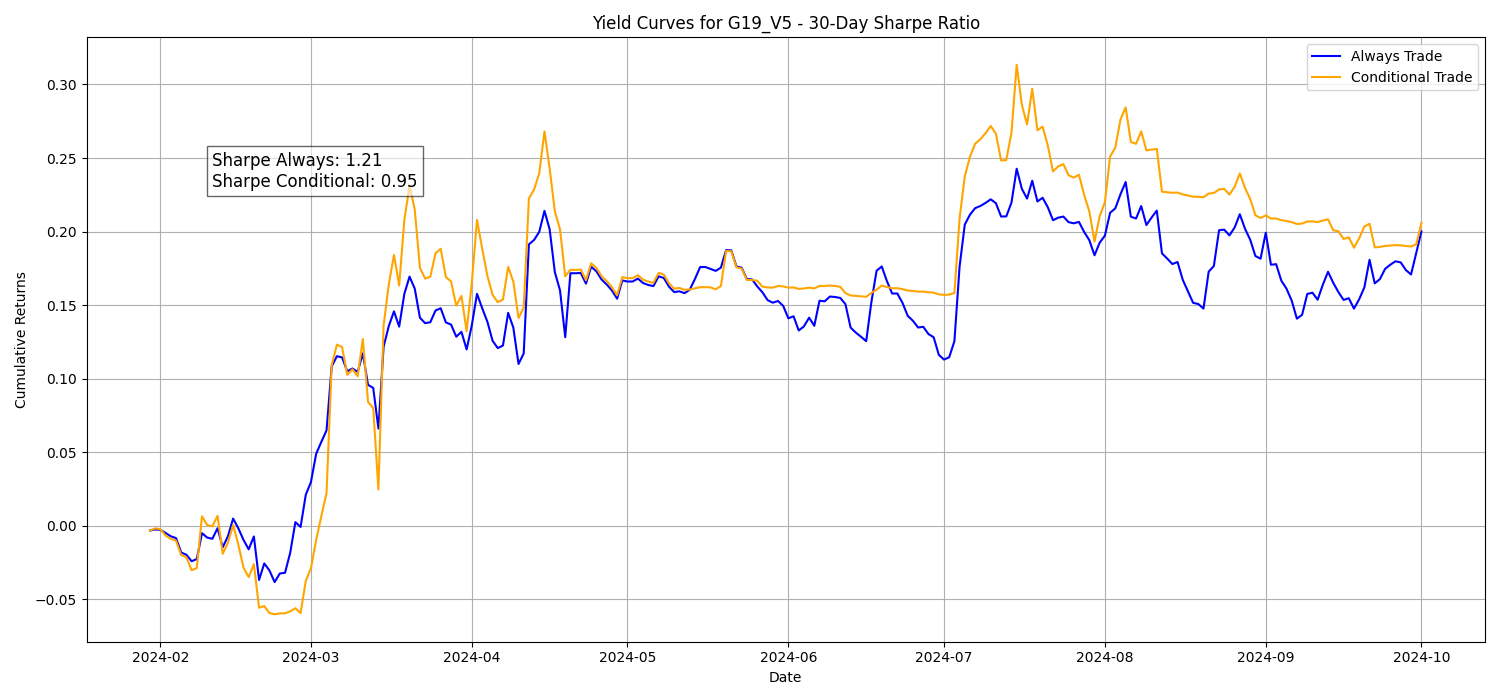 Yield Curves for G19_V5 - 30-Day Sharpe Ratio
Always Trade
Conditional Trade
Sharpe Always: 1.21
Sharpe Conditional: 0.95
Cumulative Returns
0.30
0.25
0.20
0.15
0.10
0.05
0.00
−0.05
2024-02
2024-03
2024-04
2024-05
2024-06
2024-07
2024-08
2024-09
2024-10
Date